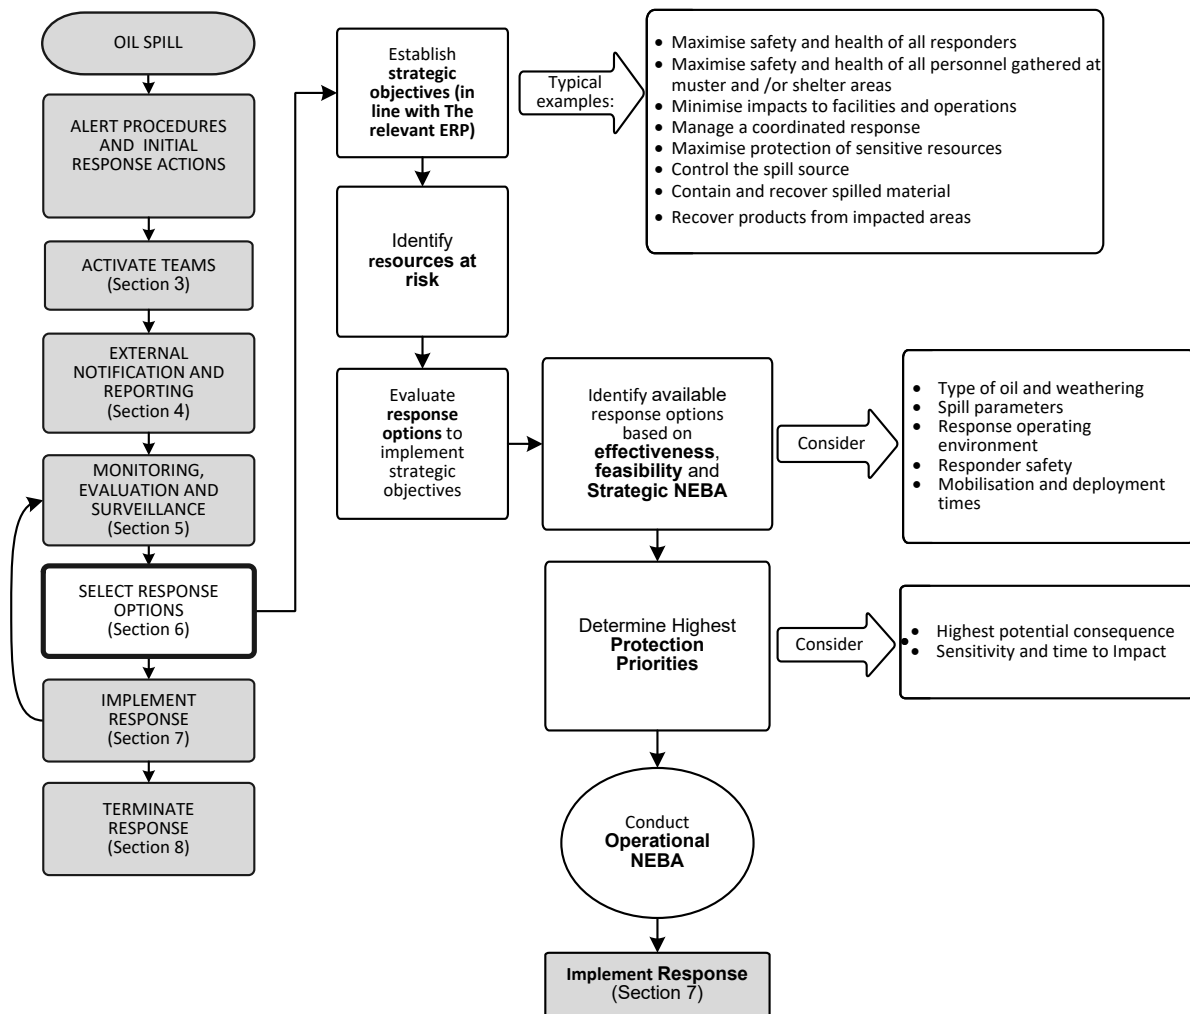 OIL SPILL
ALERT PROCEDURES
AND  INITIAL
RESPONSE ACTIONS
ACTIVATE TEAMS
(Section 3)
EXTERNAL
NOTIFICATION AND
REPORTING
(Section 4)
MONITORING,
EVALUATION AND
SURVEILLANCE
(Section 5)
SELECT RESPONSE
OPTIONS
(Section 6)
IMPLEMENT
RESPONSE
(Section 7)
TERMINATE
RESPONSE
(Section 8)
Establish
strategic
objectives (in
line with The
relevant ERP)
Typical
examples:
• Maximise safety and health of all responders
• Maximise safety and health of all personnel gathered at
muster and /or shelter areas
• Minimise impacts to facilities and operations
• Manage a coordinated response
• Maximise protection of sensitive resources
• Control the spill source
• Contain and recover spilled material
• Recover products from impacted areas
Identify
resources at
risk
Evaluate
response
options to
implement
strategic
objectives
Identify available
response options
based on
effectiveness,
feasibility and
Strategic NEBA
Consider
• Type of oil and weathering
• Spill parameters
• Response operating
environment
• Responder safety
• Mobilisation and deployment
times
Determine Highest
Protection
Priorities
Consider
• Highest potential consequence
• Sensitivity and time to Impact
Conduct
Operational
NEBA
Implement Response
(Section 7)